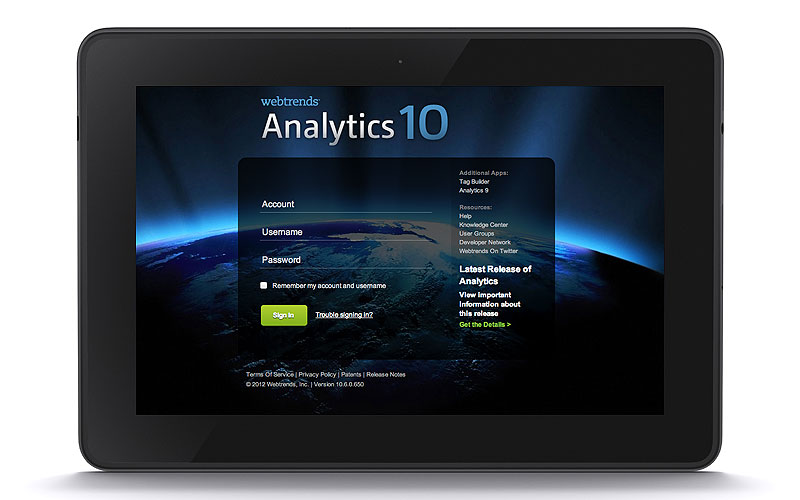 webtrends
Analytics 10
Account
Username
Password
Remember my account and username
Sign In
Trouble signing in?
Additional Apps:
Tag Builder
Analytics 9
Resources:
Help
Knowledge Center
User Groups
Developer Network
Webtrends On Twitter
Latest Release of
Analytics
View Important
Information about
this release
Get the Details >
Terms Of Service | Privacy Policy | Patents | Release Notes
© 2012 Webtrends, Inc. | Version 10.6.0.650